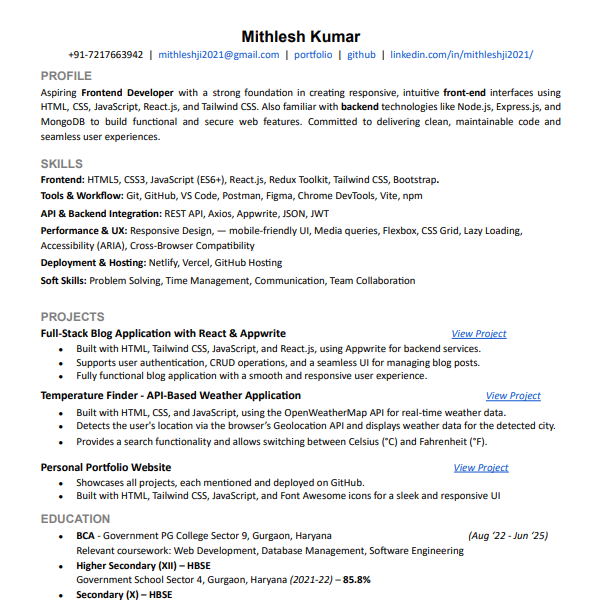 Mithlesh Kumar
+91-7217663942 | mithleshji2021@gmail.com | portfolio | github | linkedin.com/in/mithleshji2021/
PROFILE
Aspiring Frontend Developer with a strong foundation in creating responsive, intuitive front-end interfaces using
HTML, CSS, JavaScript, React.js, and Tailwind CSS. Also familiar with backend technologies like Node.js, Express.js, and
MongoDB to build functional and secure web features. Committed to delivering clean, maintainable code and
seamless user experiences.
SKILLS
Frontend: HTML5, CSS3, JavaScript (ES6+), React.js, Redux Toolkit, Tailwind CSS, Bootstrap.
Tools & Workflow: Git, GitHub, VS Code, Postman, Figma, Chrome DevTools, Vite, npm
API & Backend Integration: REST API, Axios, Appwrite, JSON, JWT
Performance & UX: Responsive Design, — mobile-friendly UI, Media queries, Flexbox, CSS Grid, Lazy Loading,
Accessibility (ARIA), Cross-Browser Compatibility
Deployment & Hosting: Netlify, Vercel, GitHub Hosting
Soft Skills: Problem Solving, Time Management, Communication, Team Collaboration
PROJECTS
Full-Stack Blog Application with React & Appwrite View Project
• Built with HTML, Tailwind CSS, JavaScript, and React.js, using Appwrite for backend services.
• Supports user authentication, CRUD operations, and a seamless UI for managing blog posts.
• Fully functional blog application with a smooth and responsive user experience.
Temperature Finder - API-Based Weather Application View Project
• Built with HTML, CSS, and JavaScript, using the OpenWeatherMap API for real-time weather data.
• Detects the user's location via the browser's Geolocation API and displays weather data for the detected city.
• Provides a search functionality and allows switching between Celsius (°C) and Fahrenheit (°F).
Personal Portfolio Website View Project
• Showcases all projects, each mentioned and deployed on GitHub.
• Built with HTML, Tailwind CSS, JavaScript, and Font Awesome icons for a sleek and responsive UI
EDUCATION
• BCA - Government PG College Sector 9, Gurgaon, Haryana (Aug '22 - Jun '25)
Relevant coursework: Web Development, Database Management, Software Engineering
• Higher Secondary (XII) – HBSE
Government School Sector 4, Gurgaon, Haryana (2021-22) – 85.8%
• Secondary (X) – HBSE